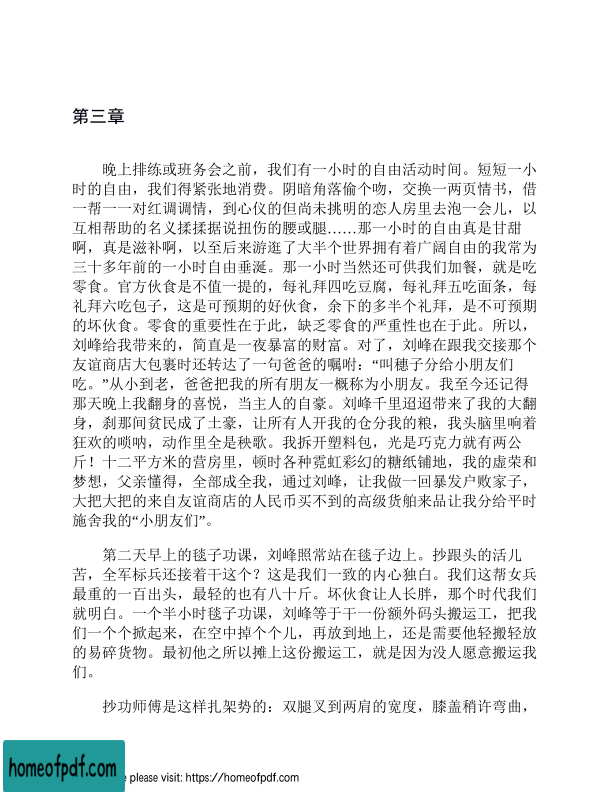 第三章
晚上排练或班务会之前，我们有一小时的自由活动时间。短短一小
时的自由，我们得紧张地消费。阴暗角落偷个吻，交换一两页情书，借
一帮一一对红调调情，到心仪的但尚未挑明的恋人房里去泡一会儿，以
互相帮助的名义揉揉据说扭伤的腰或腿……那一小时的自由真是甘甜
啊，真是滋补啊，以至后来游逛了大半个世界拥有着广阔自由的我常为
三十多年前的一小时自由垂涎。那一小时当然还可供我们加餐，就是吃
零食。官方伙食是不值一提的，每礼拜四吃豆腐，每礼拜五吃面条，每
礼拜六吃包子，这是可预期的好伙食，余下的多半个礼拜，是不可预期
的坏伙食。零食的重要性在于此，缺乏零食的严重性也在于此。所以，
刘峰给我带来的，简直是一夜暴富的财富。对了，刘峰在跟我交接那个
友谊商店大包裹时还转达了一句爸爸的嘱咐：“叫穗子分给小朋友们
吃。”从小到老，爸爸把我的所有朋友一概称为小朋友。我至今还记得
那天晚上我翻身的喜悦，当主人的自豪。刘峰千里迢迢带来了我的大翻
身，刹那间贫民成了土豪，让所有人开我的仓分我的粮，我头脑里响着
狂欢的唢呐，动作里全是秧歌。我拆开塑料包，光是巧克力就有两公
斤！十二平方米的营房里，顿时各种霓虹彩幻的糖纸铺地，我的虚荣和
梦想，父亲懂得，全部成全我，通过刘峰，让我做一回暴发户败家子，
大把大把的来自友谊商店的人民币买不到的高级货舶来品让我分给平时
施舍我的“小朋友们”。
第二天早上的毯子功课，刘峰照常站在毯子边上。抄跟头的活儿
苦，全军标兵还接着干这个？这是我们一致的内心独白。我们这帮女兵
最重的一百出头，最轻的也有八十斤。坏伙食让人长胖，那个时代我们
就明白。一个半小时毯子功课，刘峰等于干一份额外码头搬运工，把我
们一个个掀起来，在空中掉个个儿，再放到地上，还是需要他轻搬轻放
的易碎货物。最初他之所以摊上这份搬运工，就是因为没人愿意搬运我
们。
抄功师傅是这样扎架势的：双腿叉到两肩的宽度，膝盖稍许弯曲，
homeofpdf.com
e please visit: https://homeofpdf.com